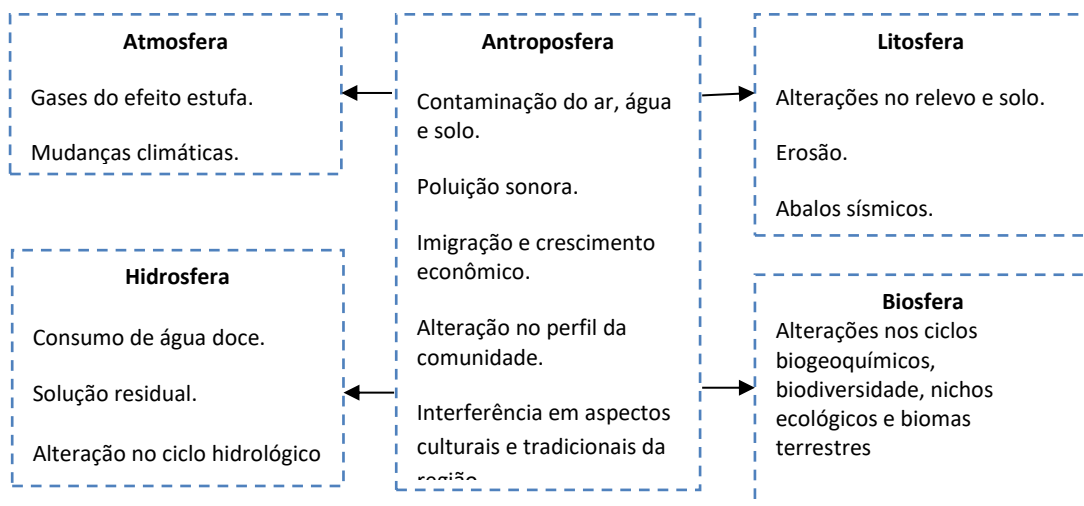 Atmosfera
Gases do efeito estufa.
Mudanças climáticas.
Hidrosfera
Consumo de água doce.
Solução residual.
Alteração no ciclo hidrológico
Antroposfera
Contaminação do ar, água
e solo.
Poluição sonora.
Imigração e crescimento
econômico.
Alteração no perfil da
comunidade.
Interferência em aspectos
culturais e tradicionais da
região
Litosfera
Alterações no relevo e solo.
Erosão.
Abalos sísmicos.
Biosfera
Alterações nos ciclos
biogeoquímicos,
biodiversidade, nichos
ecológicos e biomas
terrestres